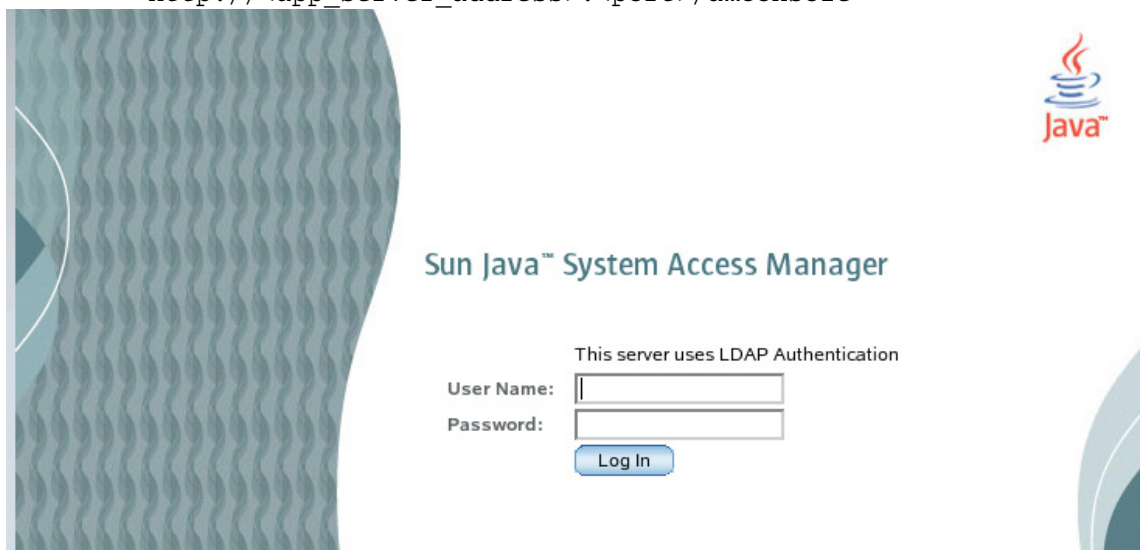 Java™
Sun Java™ System Access Manager
This server uses LDAP Authentication
User Name:
Password:
Log In